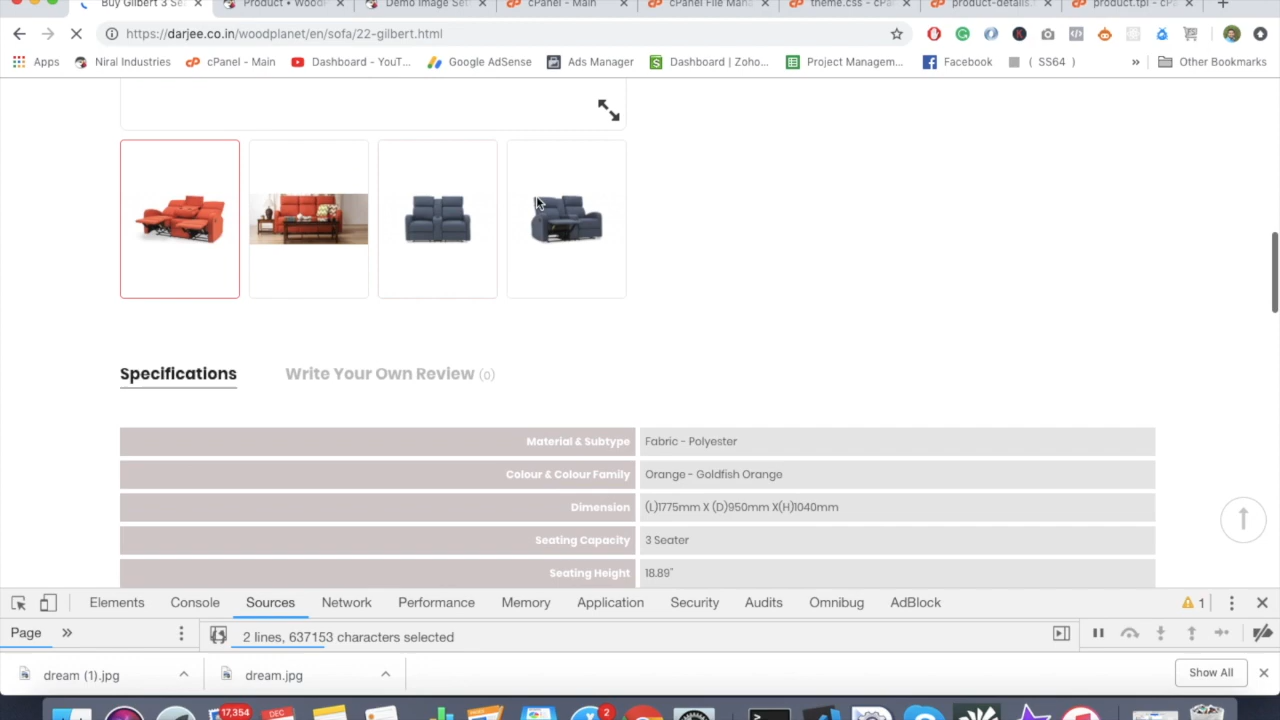 Buy Gilbert 3 Se
Product • WoodP
Demo Image Set
cPanel - Main
cPanel File Man
theme.css - cPa
product-details.
product.tpl - cP
https://darjee.co.in/woodplanet/en/sofa/22-gilbert.html
Apps
Niral Industries
cPanel - Main
Dashboard - YouT...
Google AdSense
Ads Manager
Dashboard | Zoho...
Project Managem...
Facebook
( SS64 )
»
Other Bookmarks
Specifications
Write Your Own Review (0)
Material & Subtype Fabric - Polyester
Colour & Colour Family Orange - Goldfish Orange
Dimension (L)1775mm X (D)950mm X(H)1040mm
Seating Capacity 3 Seater
Seating Height 18.89"
Elements Console Sources Network Performance Memory Application Security Audits Omnibug AdBlock 1
Page » 2 lines, 637153 characters selected
dream (1).jpg dream.jpg Show All
17,354 DEC 2